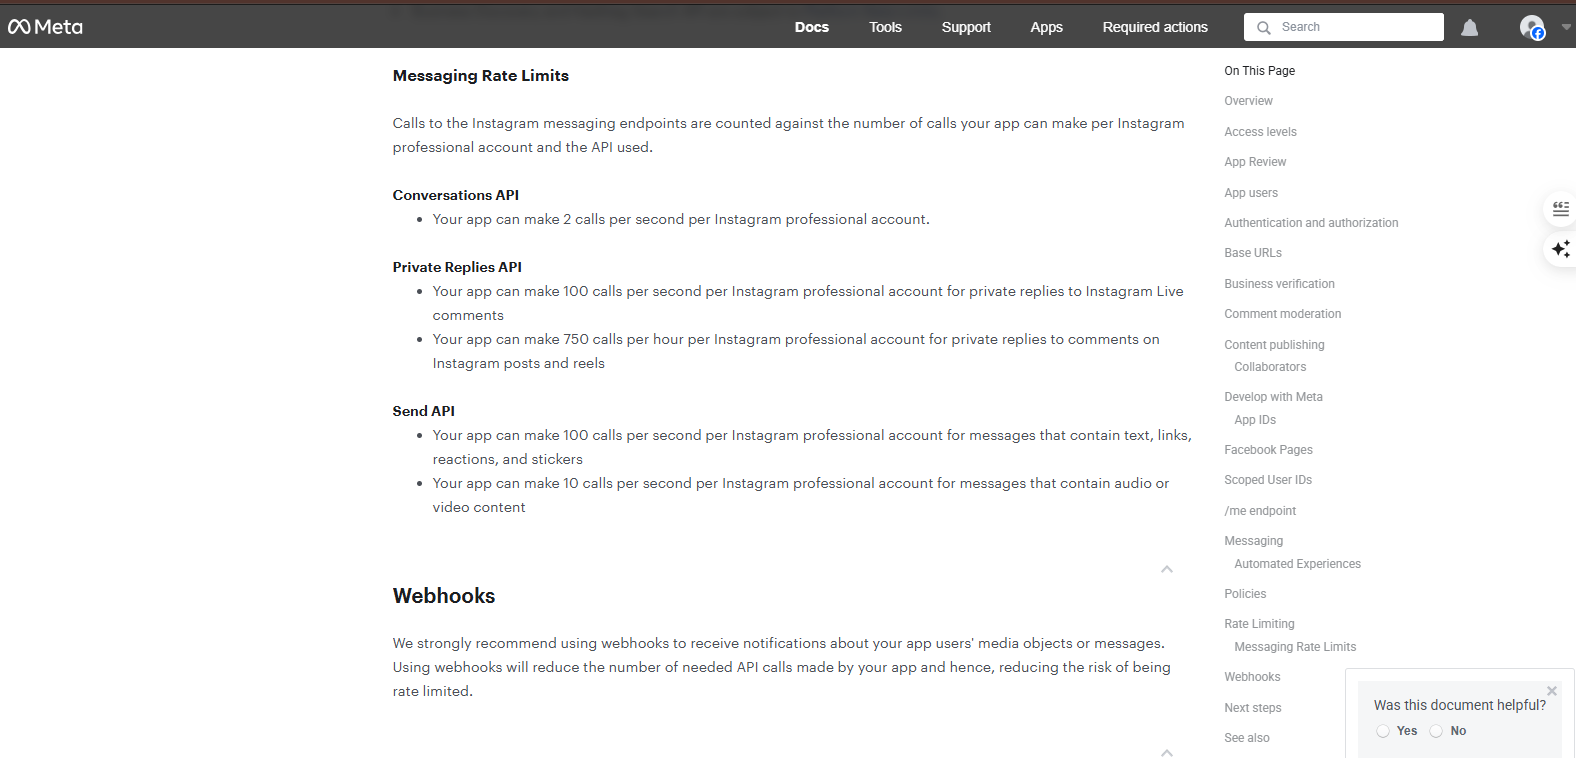 Meta
Docs
Tools
Support
Apps
Required actions
Search
Messaging Rate Limits
Calls to the Instagram messaging endpoints are counted against the number of calls your app can make per Instagram
professional account and the API used.
Conversations API
• Your app can make 2 calls per second per Instagram professional account.
Private Replies API
• Your app can make 100 calls per second per Instagram professional account for private replies to Instagram Live
comments
• Your app can make 750 calls per hour per Instagram professional account for private replies to comments on
Instagram posts and reels
Send API
• Your app can make 100 calls per second per Instagram professional account for messages that contain text, links,
reactions, and stickers
• Your app can make 10 calls per second per Instagram professional account for messages that contain audio or
video content
Webhooks
We strongly recommend using webhooks to receive notifications about your app users' media objects or messages.
Using webhooks will reduce the number of needed API calls made by your app and hence, reducing the risk of being
rate limited.
On This Page
Overview
Access levels
App Review
App users
Authentication and authorization
Base URLs
Business verification
Comment moderation
Content publishing
Collaborators
Develop with Meta
App IDs
Facebook Pages
Scoped User IDs
/me endpoint
Messaging
Automated Experiences
Policies
Rate Limiting
Messaging Rate Limits
Webhooks
Next steps
See also
Was this document helpful?
Yes
No